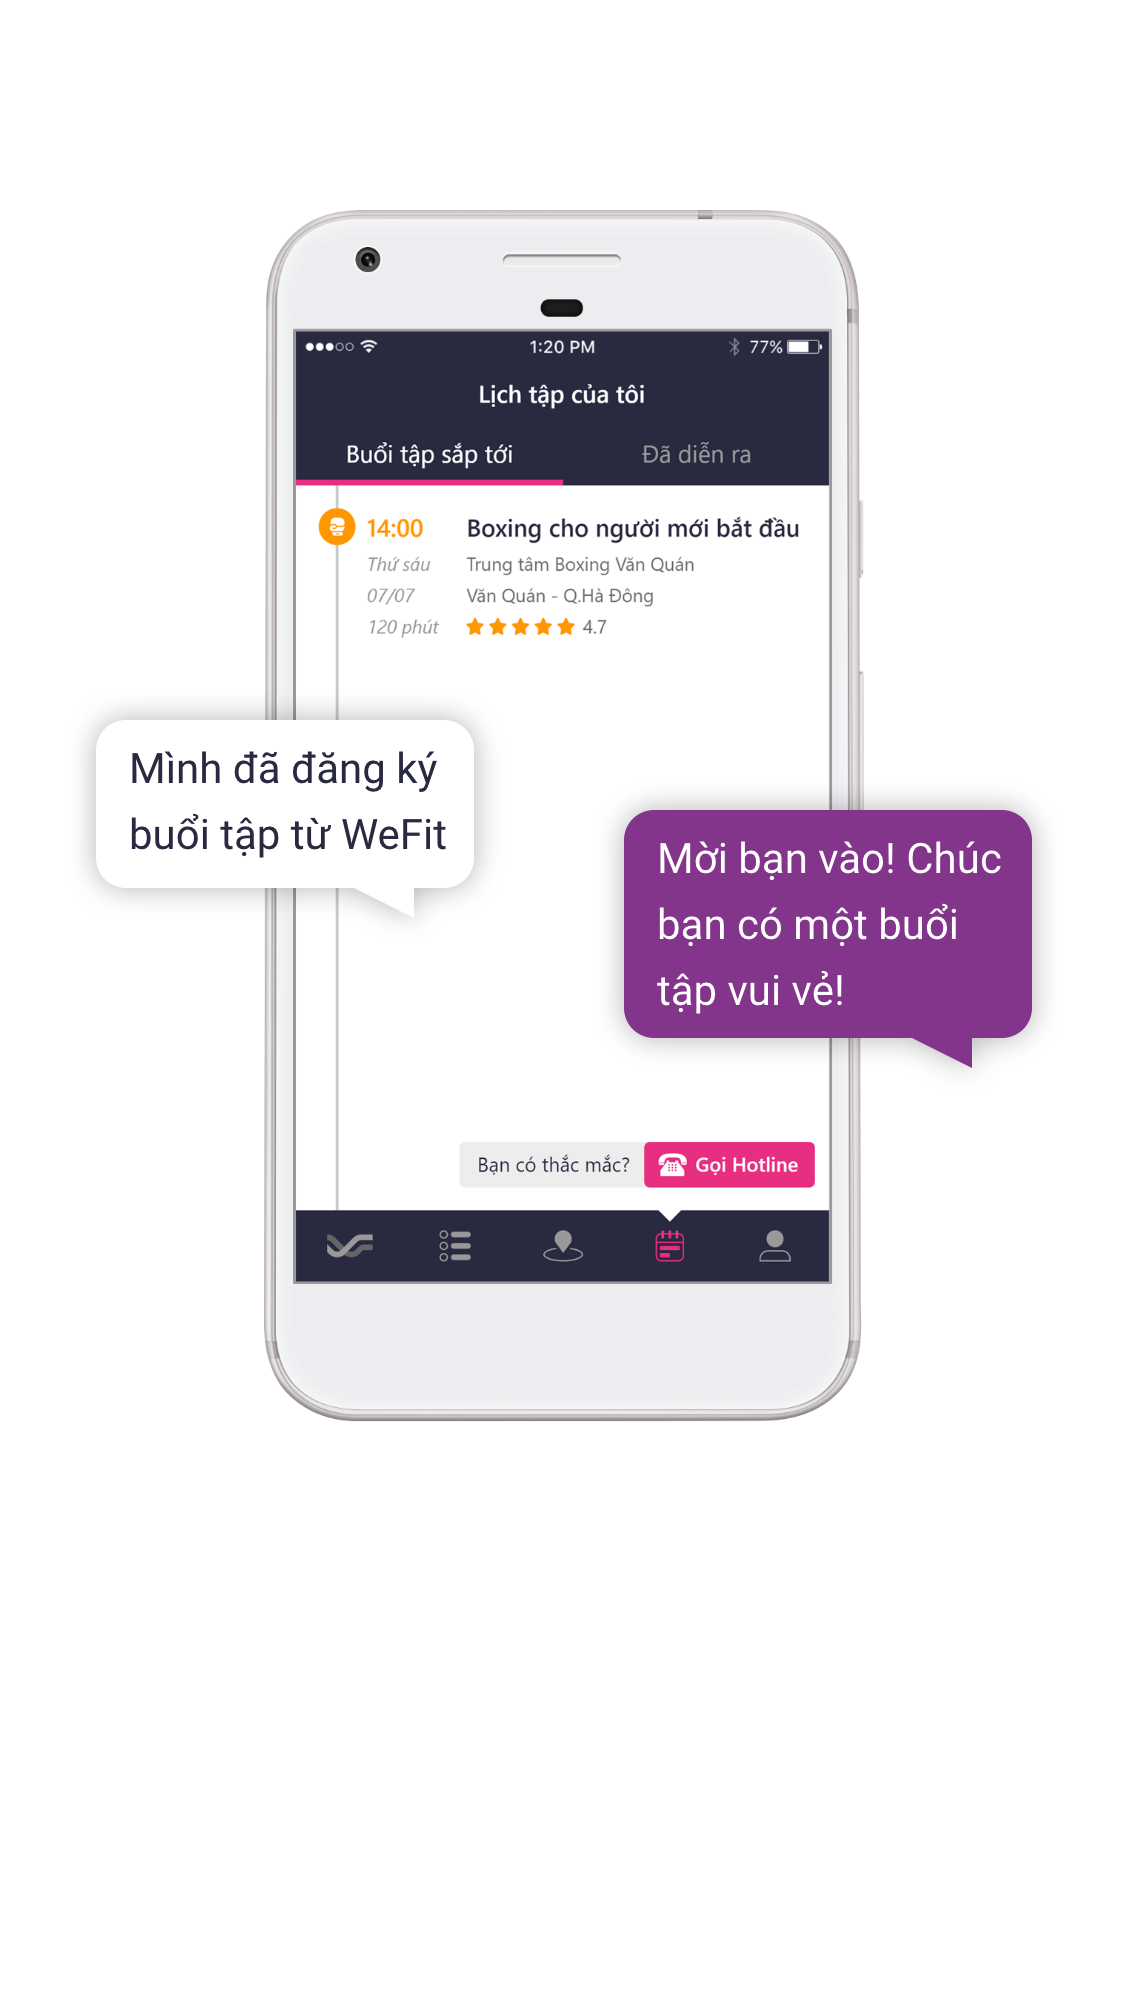 1:20 PM 77%
Lịch tập của tôi
Buổi tập sắp tới Đã diễn ra
14:00 Boxing cho người mới bắt đầu
Thứ sáu Trung tâm Boxing Văn Quán
07/07 Văn Quán - Q.Hà Đông
120 phút 4.7
Mình đã đăng ký
buổi tập từ WeFit
Mời bạn vào! Chúc
bạn có một buổi
tập vui vẻ!
Bạn có thắc mắc? Gọi Hotline